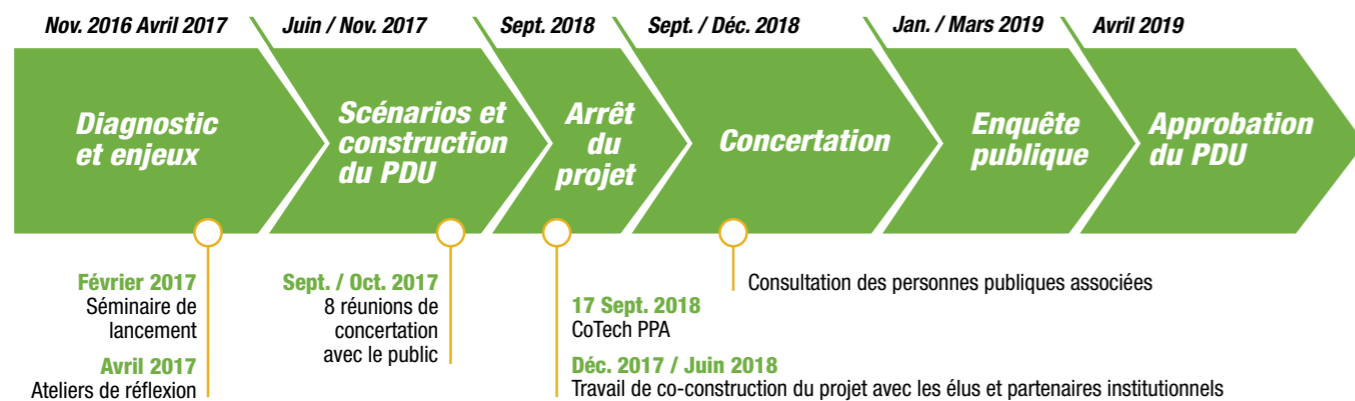 Nov. 2016 Avril 2017
Juin / Nov. 2017
Sept. 2018
Sept. / Déc. 2018
Jan. / Mars 2019
Avril 2019
Diagnostic
et enjeux
Scénarios et
construction
du PDU
Arrêt
du
projet
Concertation
Enquête
publique
Approbation
du PDU
Février 2017
Séminaire de
lancement
Avril 2017
Ateliers de réflexion
Sept. / Oct. 2017
8 réunions de
concertation
avec le public
17 Sept. 2018
CoTech PPA
Déc. 2017 / Juin 2018
Travail de co-construction du projet avec les élus et partenaires institutionnels
Consultation des personnes publiques associées